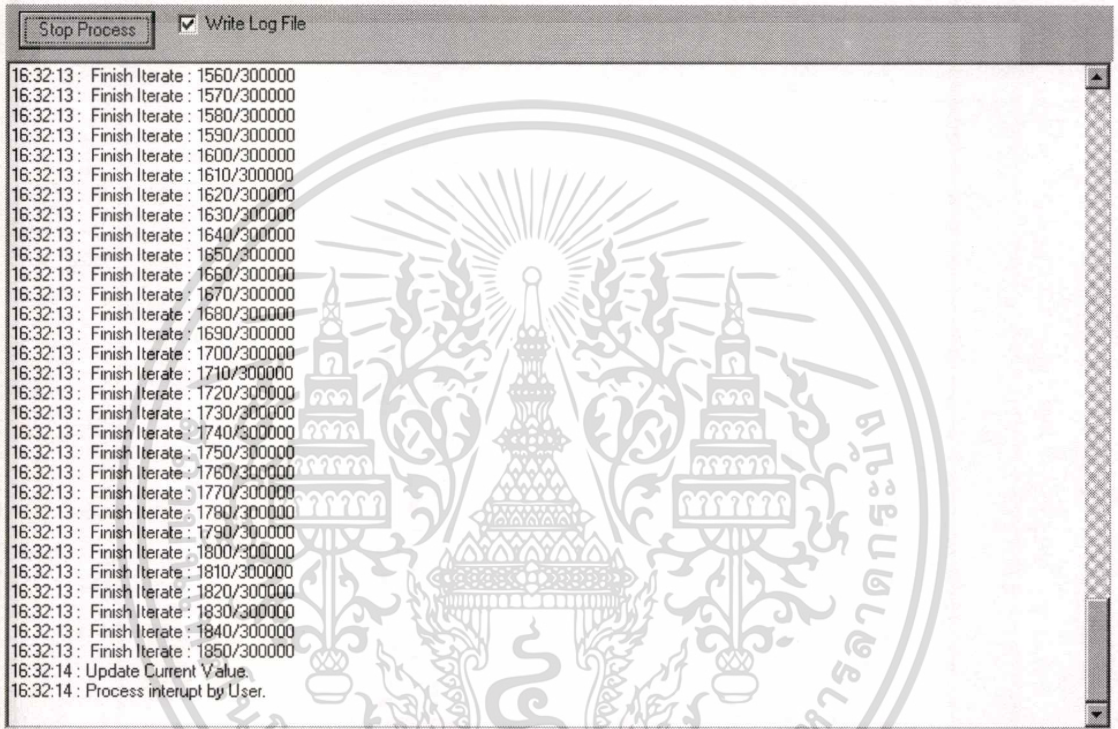 Stop Process
Write Log File
16:32:13 : Finish Iterate : 1560/300000
16:32:13 : Finish Iterate : 1570/300000
16:32:13 : Finish Iterate : 1580/300000
16:32:13 : Finish Iterate : 1590/300000
16:32:13 : Finish Iterate : 1600/300000
16:32:13 : Finish Iterate : 1610/300000
16:32:13 : Finish Iterate : 1620/300000
16:32:13 : Finish Iterate : 1630/300000
16:32:13 : Finish Iterate : 1640/300000
16:32:13 : Finish Iterate : 1650/300000
16:32:13 : Finish Iterate : 1660/300000
16:32:13 : Finish Iterate : 1670/300000
16:32:13 : Finish Iterate : 1680/300000
16:32:13 : Finish Iterate : 1690/300000
16:32:13 : Finish Iterate : 1700/300000
16:32:13 : Finish Iterate : 1710/300000
16:32:13 : Finish Iterate : 1720/300000
16:32:13 : Finish Iterate : 1730/300000
16:32:13 : Finish Iterate : 1740/300000
16:32:13 : Finish Iterate : 1750/300000
16:32:13 : Finish Iterate : 1760/300000
16:32:13 : Finish Iterate : 1770/300000
16:32:13 : Finish Iterate : 1780/300000
16:32:13 : Finish Iterate : 1790/300000
16:32:13 : Finish Iterate : 1800/300000
16:32:13 : Finish Iterate : 1810/300000
16:32:13 : Finish Iterate : 1820/300000
16:32:13 : Finish Iterate : 1830/300000
16:32:13 : Finish Iterate : 1840/300000
16:32:13 : Finish Iterate : 1850/300000
16:32:14 : Update Current Value.
16:32:14 : Process interupt by User.